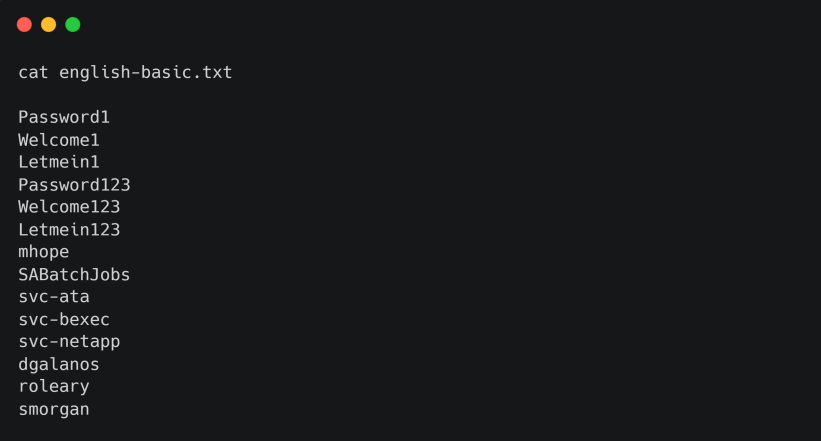 cat english-basic.txt
Password1
Welcome1
Letmein1
Password123
Welcome123
Letmein123
mhope
SABatchJobs
svc-ata
svc-bexec
svc-netapp
dgalanos
roleary
smorgan